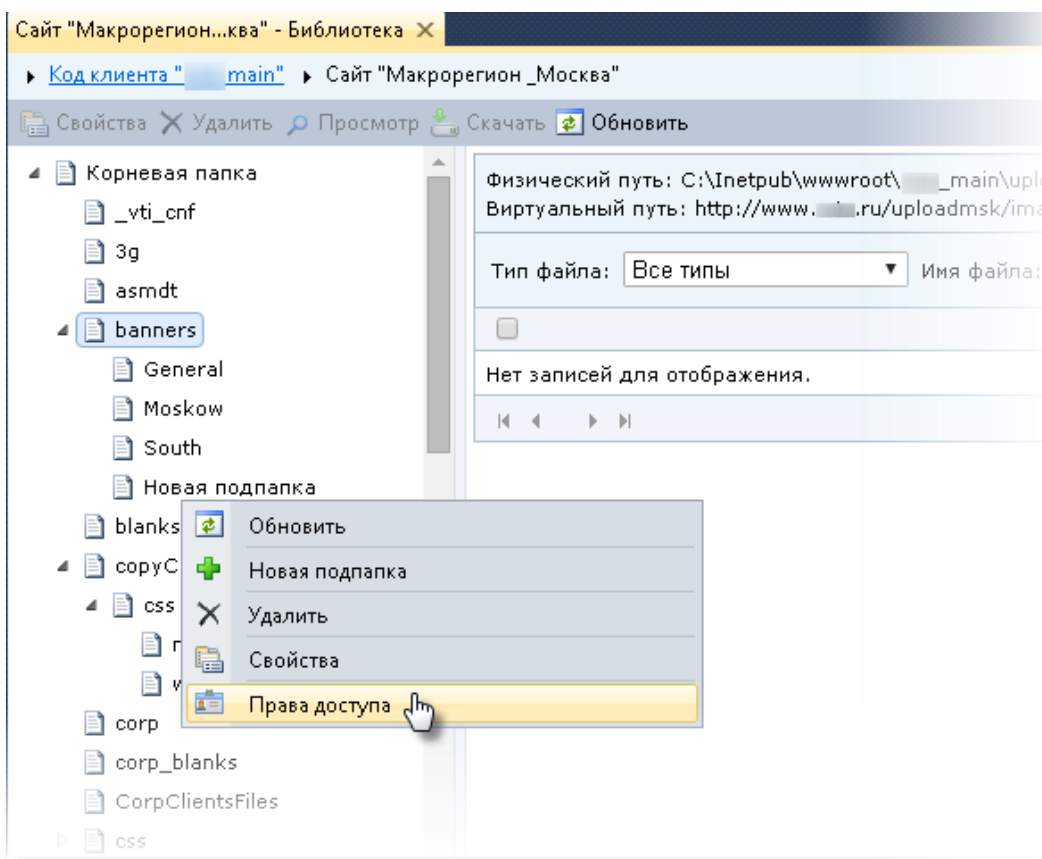 Сайт "Макрорегион...ква" - Библиотека
Код клиента " main" Сайт "Макрорегион _Москва"
Свойства Удалить Просмотр Скачать Обновить
Корневая папка
_vti_cnf
3g
asmdt
banners
General
Moskow
South
Новая подпапка
blanks
copyC
css
corp
corp_blanks
CorpClientsFiles
css
Физический путь: C:\Inetpub\wwwroot\ _main\uplo
Виртуальный путь: http://www. .ru/uploadmsk/ima
Тип файла: Все типы Имя файла:
Нет записей для отображения.
Обновить
Новая подпапка
Удалить
Свойства
Права доступа